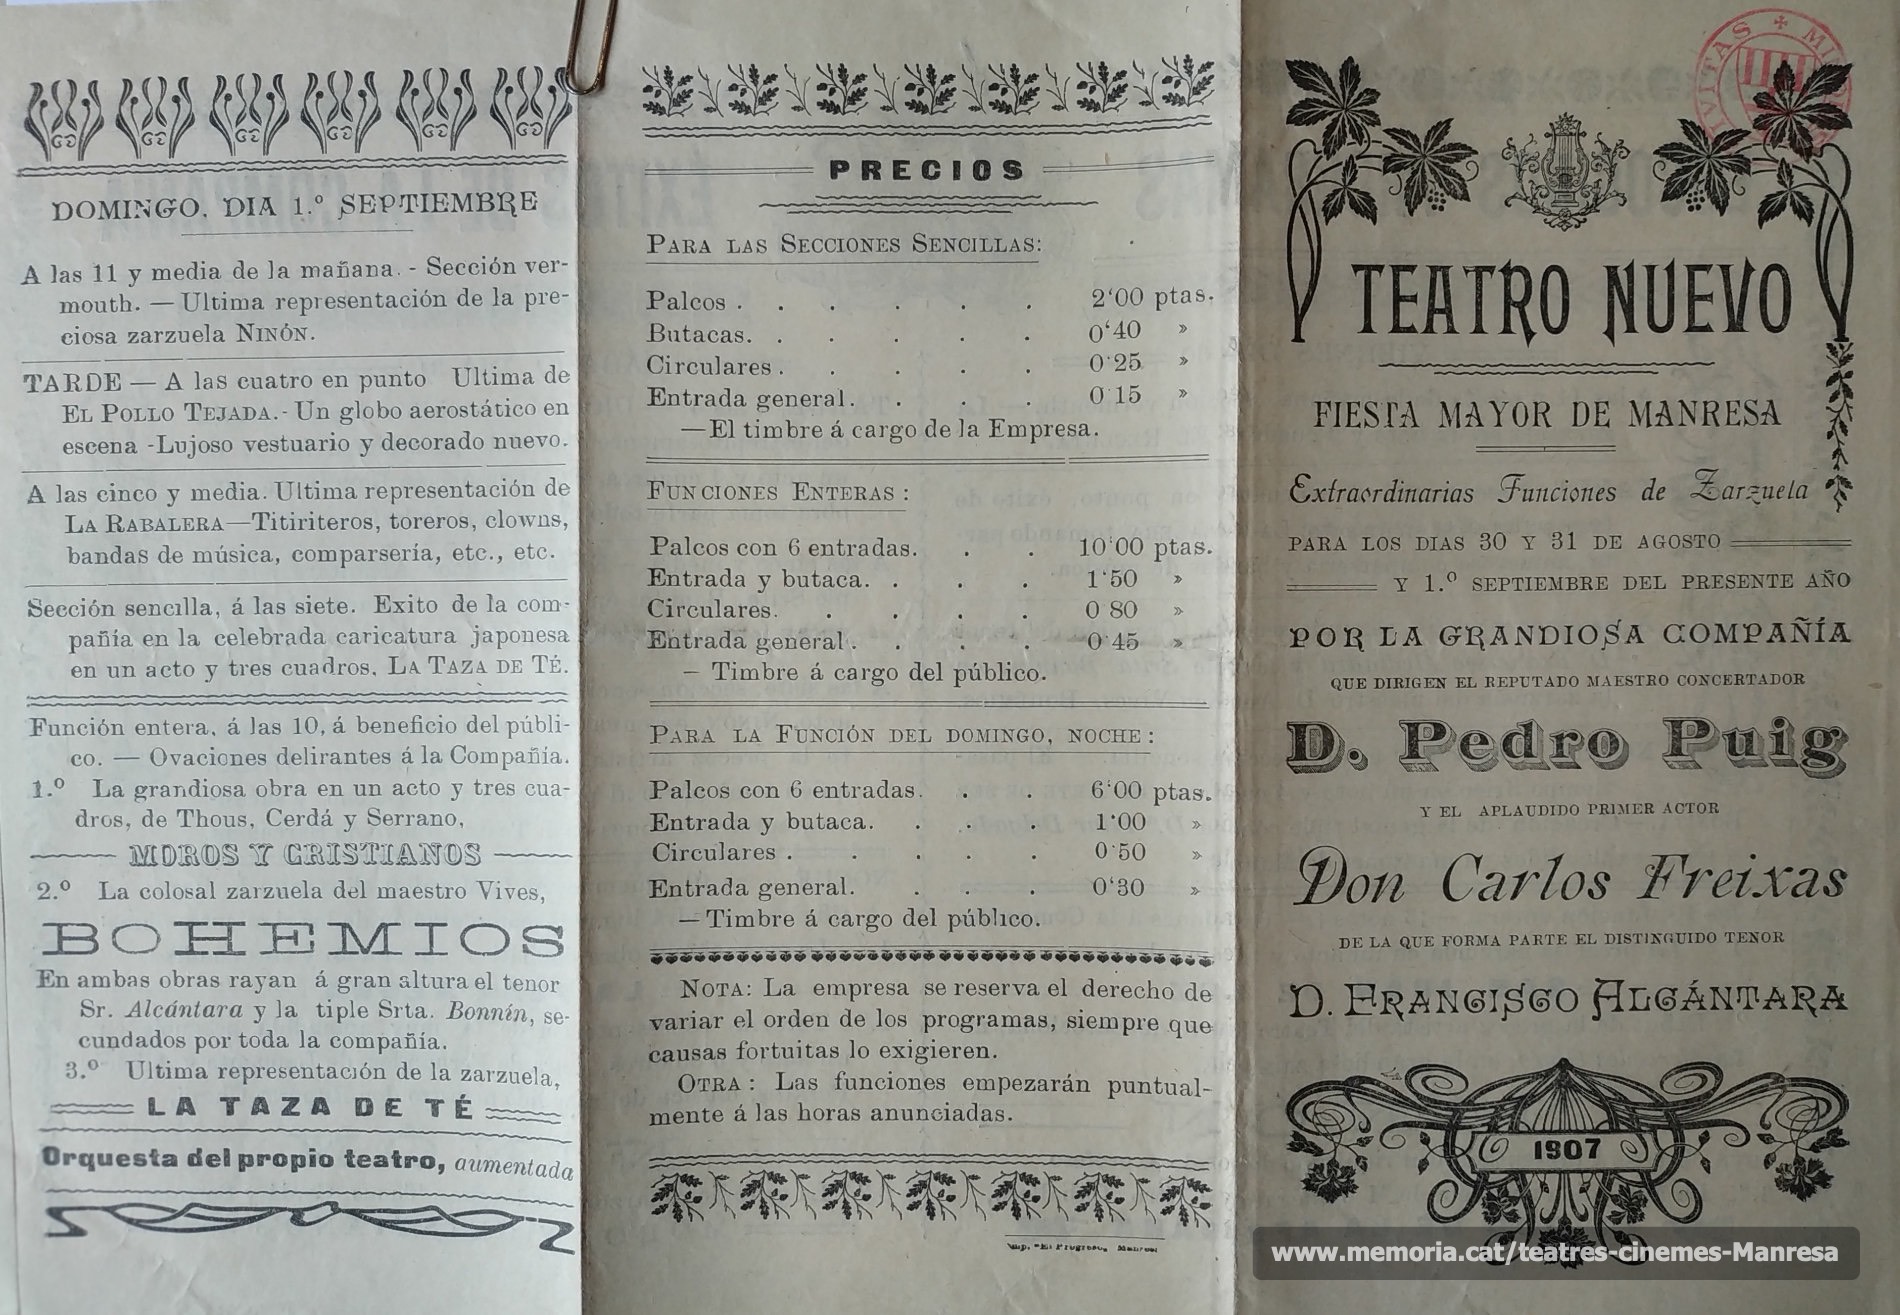 DOMINGO, DIA 1.º SEPTIEMBRE
A las 11 y media de la mañana. - Sección ver-
mouth. — Ultima representación de la pre-
ciosa zarzuela NINÓN.
TARDE — A las cuatro en punto Ultima de
EL POLLO TEJADA. - Un globo aerostático en
escena -Lujoso vestuario y decorado nuevo.
A las cinco y media. Ultima representación de
LA RABALERA—Titiriteros, toreros, clowns,
bandas de música, comparsería, etc., etc.
Sección sencilla, á las siete. Exito de la com-
pañía en la celebrada caricatura japonesa
en un acto y tres cuadros, LA TAZA DE TÉ.
Función entera, á las 10, á beneficio del públi-
co. — Ovaciones delirantes á la Compañía.
1.º La grandiosa obra en un acto y tres cua-
dros, de Thous, Cerdá y Serrano,
MOROS Y CRISTIANOS
2.º La colosal zarzuela del maestro Vives,
BOHEMIOS
En ambas obras rayan á gran altura el tenor
Sr. Alcántara y la tiple Srta. Bonnín, se-
cundados por toda la compañía.
3.º Ultima representación de la zarzuela,
LA TAZA DE TÉ
Orquesta del propio teatro, aumentada
PRECIOS
PARA LAS SECCIONES SENCILLAS:
Palcos . . . . . . 2'00 ptas.
Butacas. . . . . . 0'40 »
Circulares . . . . . 0'25 »
Entrada general. . . . 0'15 »
—El timbre á cargo de la Empresa.
FUNCIONES ENTERAS :
Palcos con 6 entradas. . . 10'00 ptas.
Entrada y butaca. . . . 1'50 »
Circulares. . . . . 0'80 »
Entrada general . . . . 0'45 »
— Timbre á cargo del público.
PARA LA FUNCIÓN DEL DOMINGO, NOCHE :
Palcos con 6 entradas. . . 6'00 ptas.
Entrada y butaca. . . . 1'00 »
Circulares . . . . . 0'50 »
Entrada general. . . . 0'30 »
—Timbre á cargo del público.
NOTA: La empresa se reserva el derecho de
variar el orden de los programas, siempre que
causas fortuitas lo exigieren.
OTRA : Las funciones empezarán puntual-
mente á las horas anunciadas.
Imp. "El Progreso, Manresa
TEATRO NUEVO
FIESTA MAYOR DE MANRESA
Extraordinarias Funciones de Zarzuela
PARA LOS DIAS 30 Y 31 DE AGOSTO
Y 1.º SEPTIEMBRE DEL PRESENTE AÑO
POR LA GRANDIOSA COMPAÑÍA
QUE DIRIGEN EL REPUTADO MAESTRO CONCERTADOR
D. Pedro Puig
Y EL APLAUDIDO PRIMER ACTOR
Don Carlos Freixas
DE LA QUE FORMA PARTE EL DISTINGUIDO TENOR
D. FRANCISCO ALCÁNTARA
1907
www.memoria.cat/teatres-cinemes-Manresa